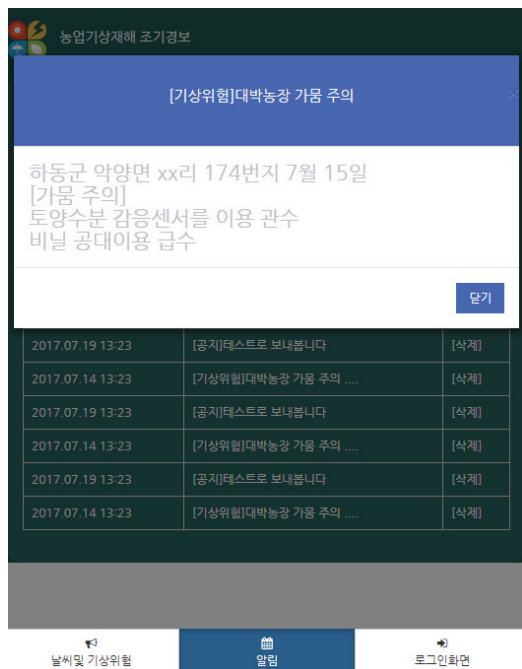 농업기상재해 조기경보
[기상위험]대박농장 가뭄 주의
×
하동군 악양면 xx리 174번지 7월 15일
[가뭄 주의]
토양수분 감응센서를 이용 관수
비닐 공대이용 급수
닫기
2017.07.19 13:23 [공지]테스트로 보내봅니다 [삭제]
2017.07.14 13:23 [기상위험]대박농장 가뭄 주의 .... [삭제]
2017.07.19 13:23 [공지]테스트로 보내봅니다 [삭제]
2017.07.14 13:23 [기상위험]대박농장 가뭄 주의 .... [삭제]
2017.07.19 13:23 [공지]테스트로 보내봅니다 [삭제]
2017.07.14 13:23 [기상위험]대박농장 가뭄 주의 .... [삭제]
날씨및 기상위험 알림 로그인화면